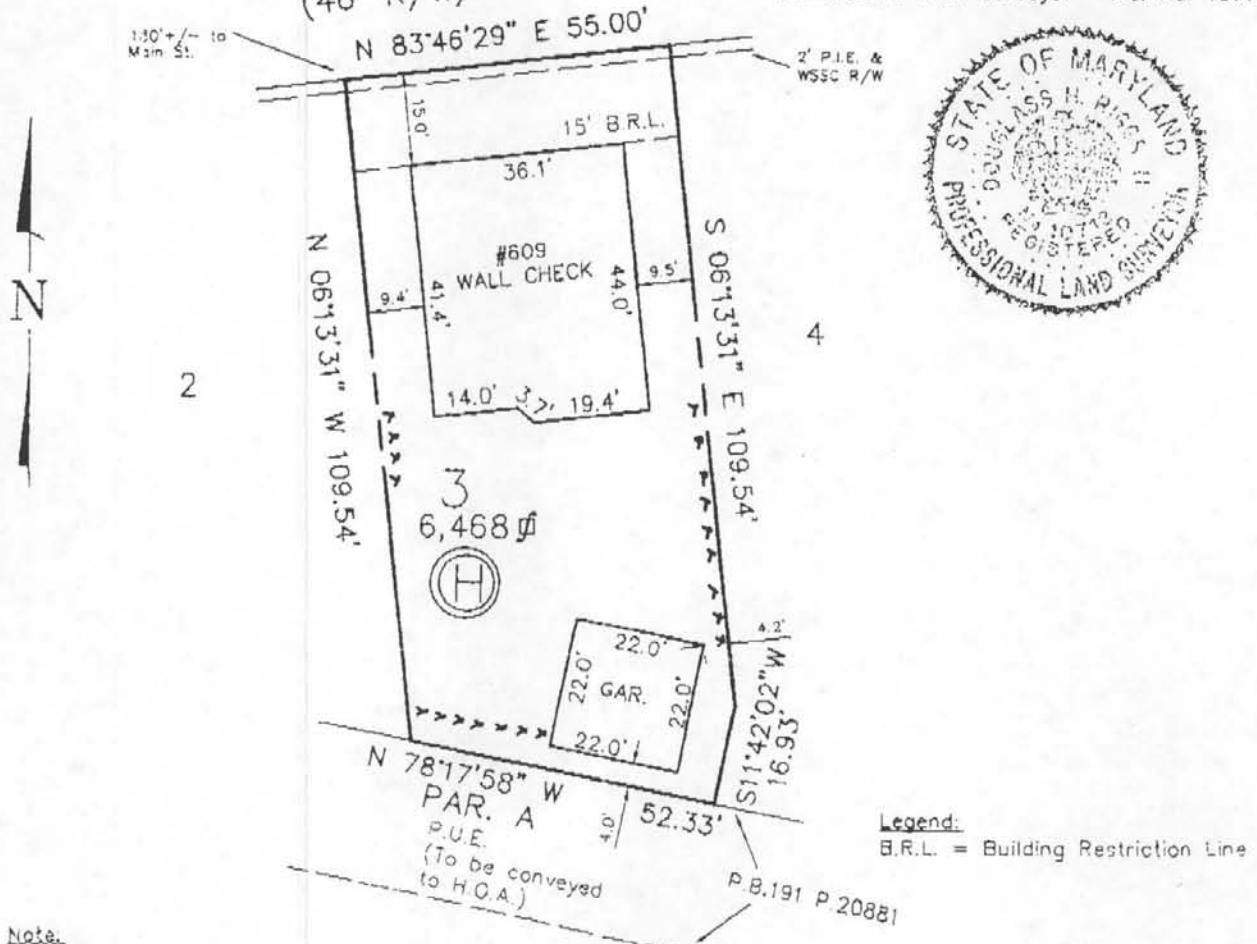 N 83°46'29" E 55.00'
Main St.
2' P.I.E. &
WSSC R/W
STATE OF MARYLAND
DOUGLASS H. RIGGS
REGISTERED
PROFESSIONAL LAND SURVEYOR
15.0'
15' B.R.L.
36.1'
#609
WALL CHECK
N 06°13'31" W 109.54'
S 06°13'31" E 109.54'
9.4'
41.4'
44.0'
9.5'
N
2
4
14.0'
19.4'
3
6,468
H
22.0'
4.2'
22.0'
GAR.
22.0'
22.0'
S11°42'02"W
16.93'
N 78°17'58" W
52.33'
4.0'
PAR. A
P.U.E.
(To be conveyed
to H.O.A.)
P.B.191 P.20881
Legend:
B.R.L. = Building Restriction Line
Note: